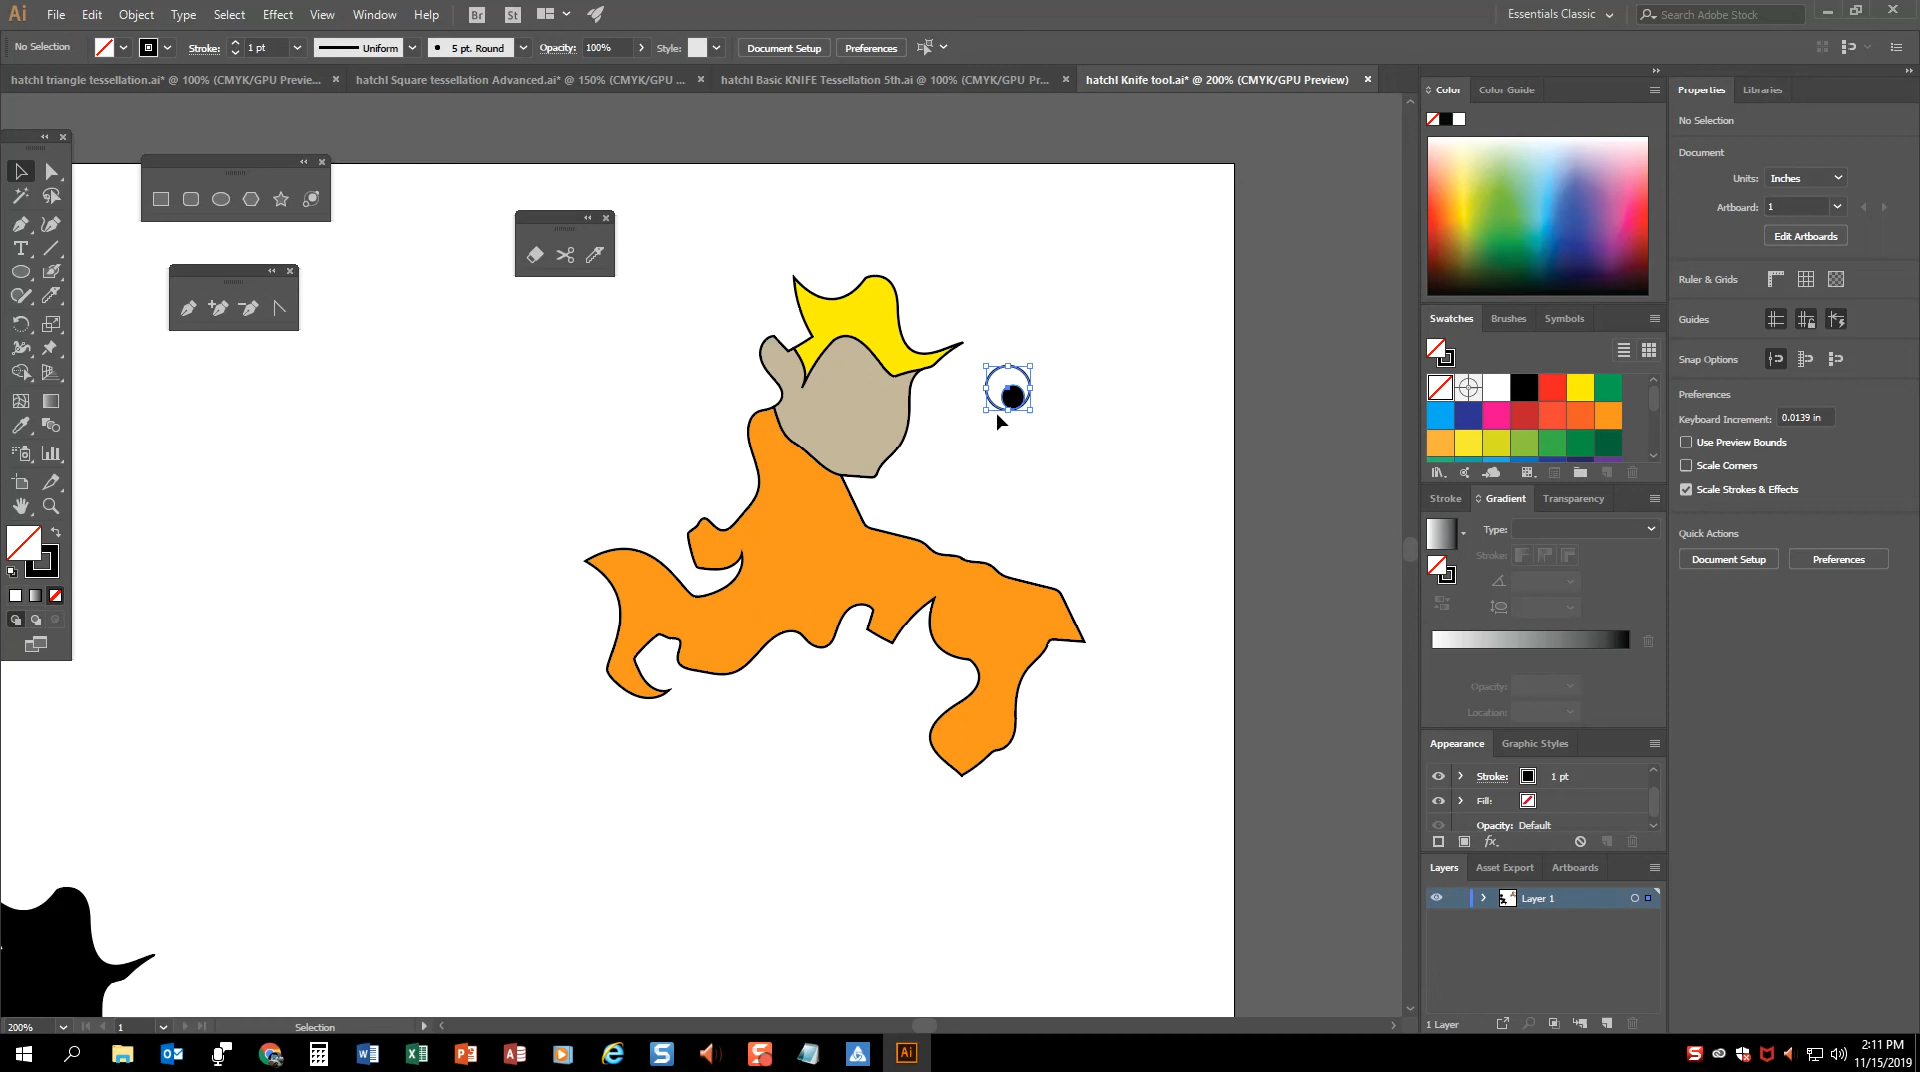 Ai File Edit Object Type Select Effect View Window Help Br St Essentials Classic Search Adobe Stock
No Selection Stroke: 1 pt Uniform 5 pt. Round Opacity: 100% Style: Document Setup Preferences
hatchl triangle tessellation.ai* @ 100% (CMYK/GPU Previe... hatchl Square tessellation Advanced.ai* @ 150% (CMYK/GPU ... hatchl Basic KNIFE Tessellation 5th.ai @ 100% (CMYK/GPU Pr... hatchl Knife tool.ai* @ 200% (CMYK/GPU Preview)
Color Color Guide
Properties Libraries
No Selection
Document
Units: Inches
Artboard: 1
Edit Artboards
Ruler & Grids
Guides
Snap Options
Preferences
Keyboard Increment: 0.0139 in
Use Preview Bounds
Scale Corners
Scale Strokes & Effects
Quick Actions
Document Setup Preferences
Swatches Brushes Symbols
Stroke Gradient Transparency
Type:
Stroke:
Opacity:
Location:
Appearance Graphic Styles
Stroke: 1 pt
Fill:
Opacity: Default
fx
Layers Asset Export Artboards
Layer 1
1 Layer
200% 1 Selection
Ai
2:11 PM
11/15/2019